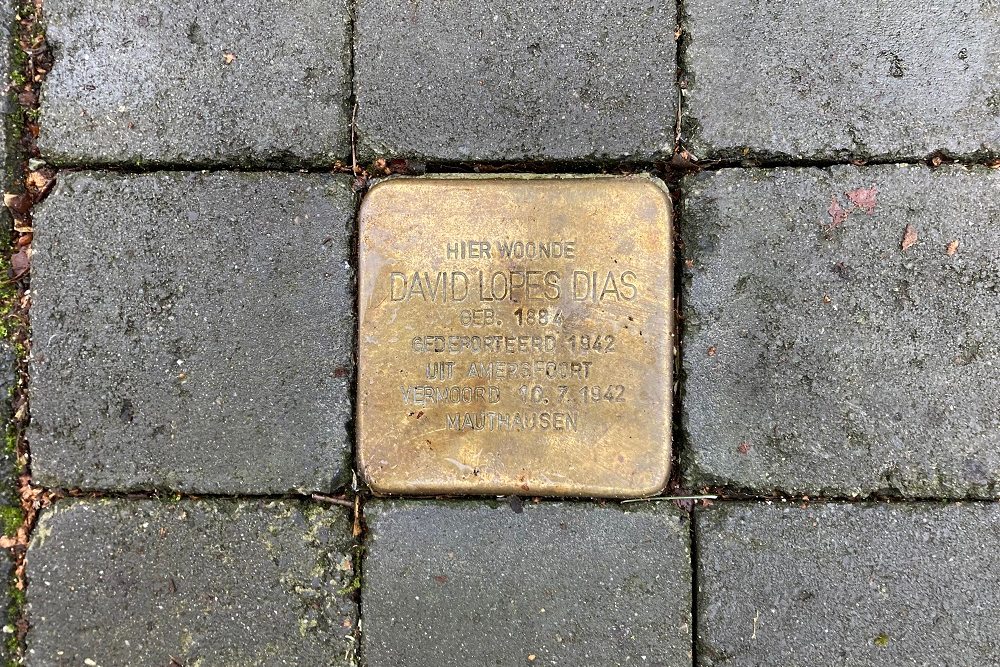 HIER WOONDE
DAVID LOPES DIAS
GEB. 1884
GEDEPORTEERD 1942
UIT AMERSFOORT
VERMOORD 10.7.1942
MAUTHAUSEN